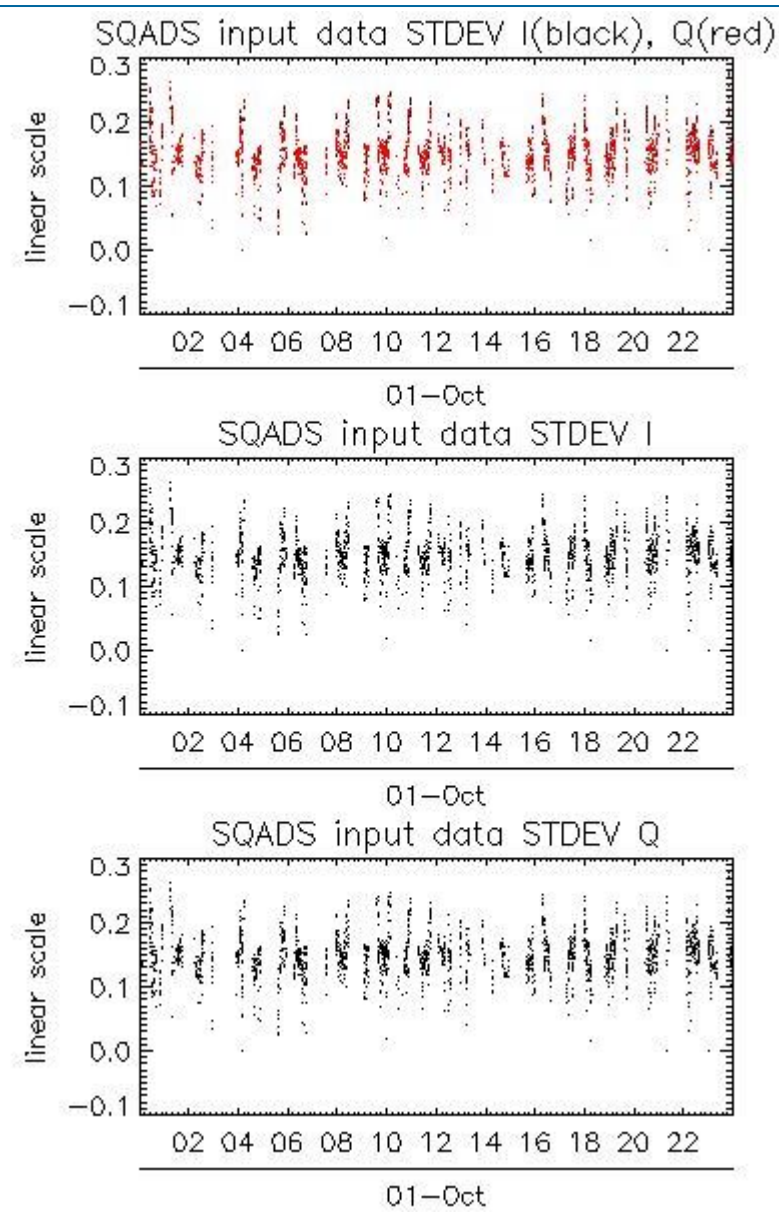 SQADS input data STDEV I(black), Q(red)
linear scale
0.3
0.2
0.1
0.0
−0.1
02 04 06 08 10 12 14 16 18 20 22
01−Oct
SQADS input data STDEV I
linear scale
0.3
0.2
0.1
0.0
−0.1
02 04 06 08 10 12 14 16 18 20 22
01−Oct
SQADS input data STDEV Q
linear scale
0.3
0.2
0.1
0.0
−0.1
02 04 06 08 10 12 14 16 18 20 22
01−Oct